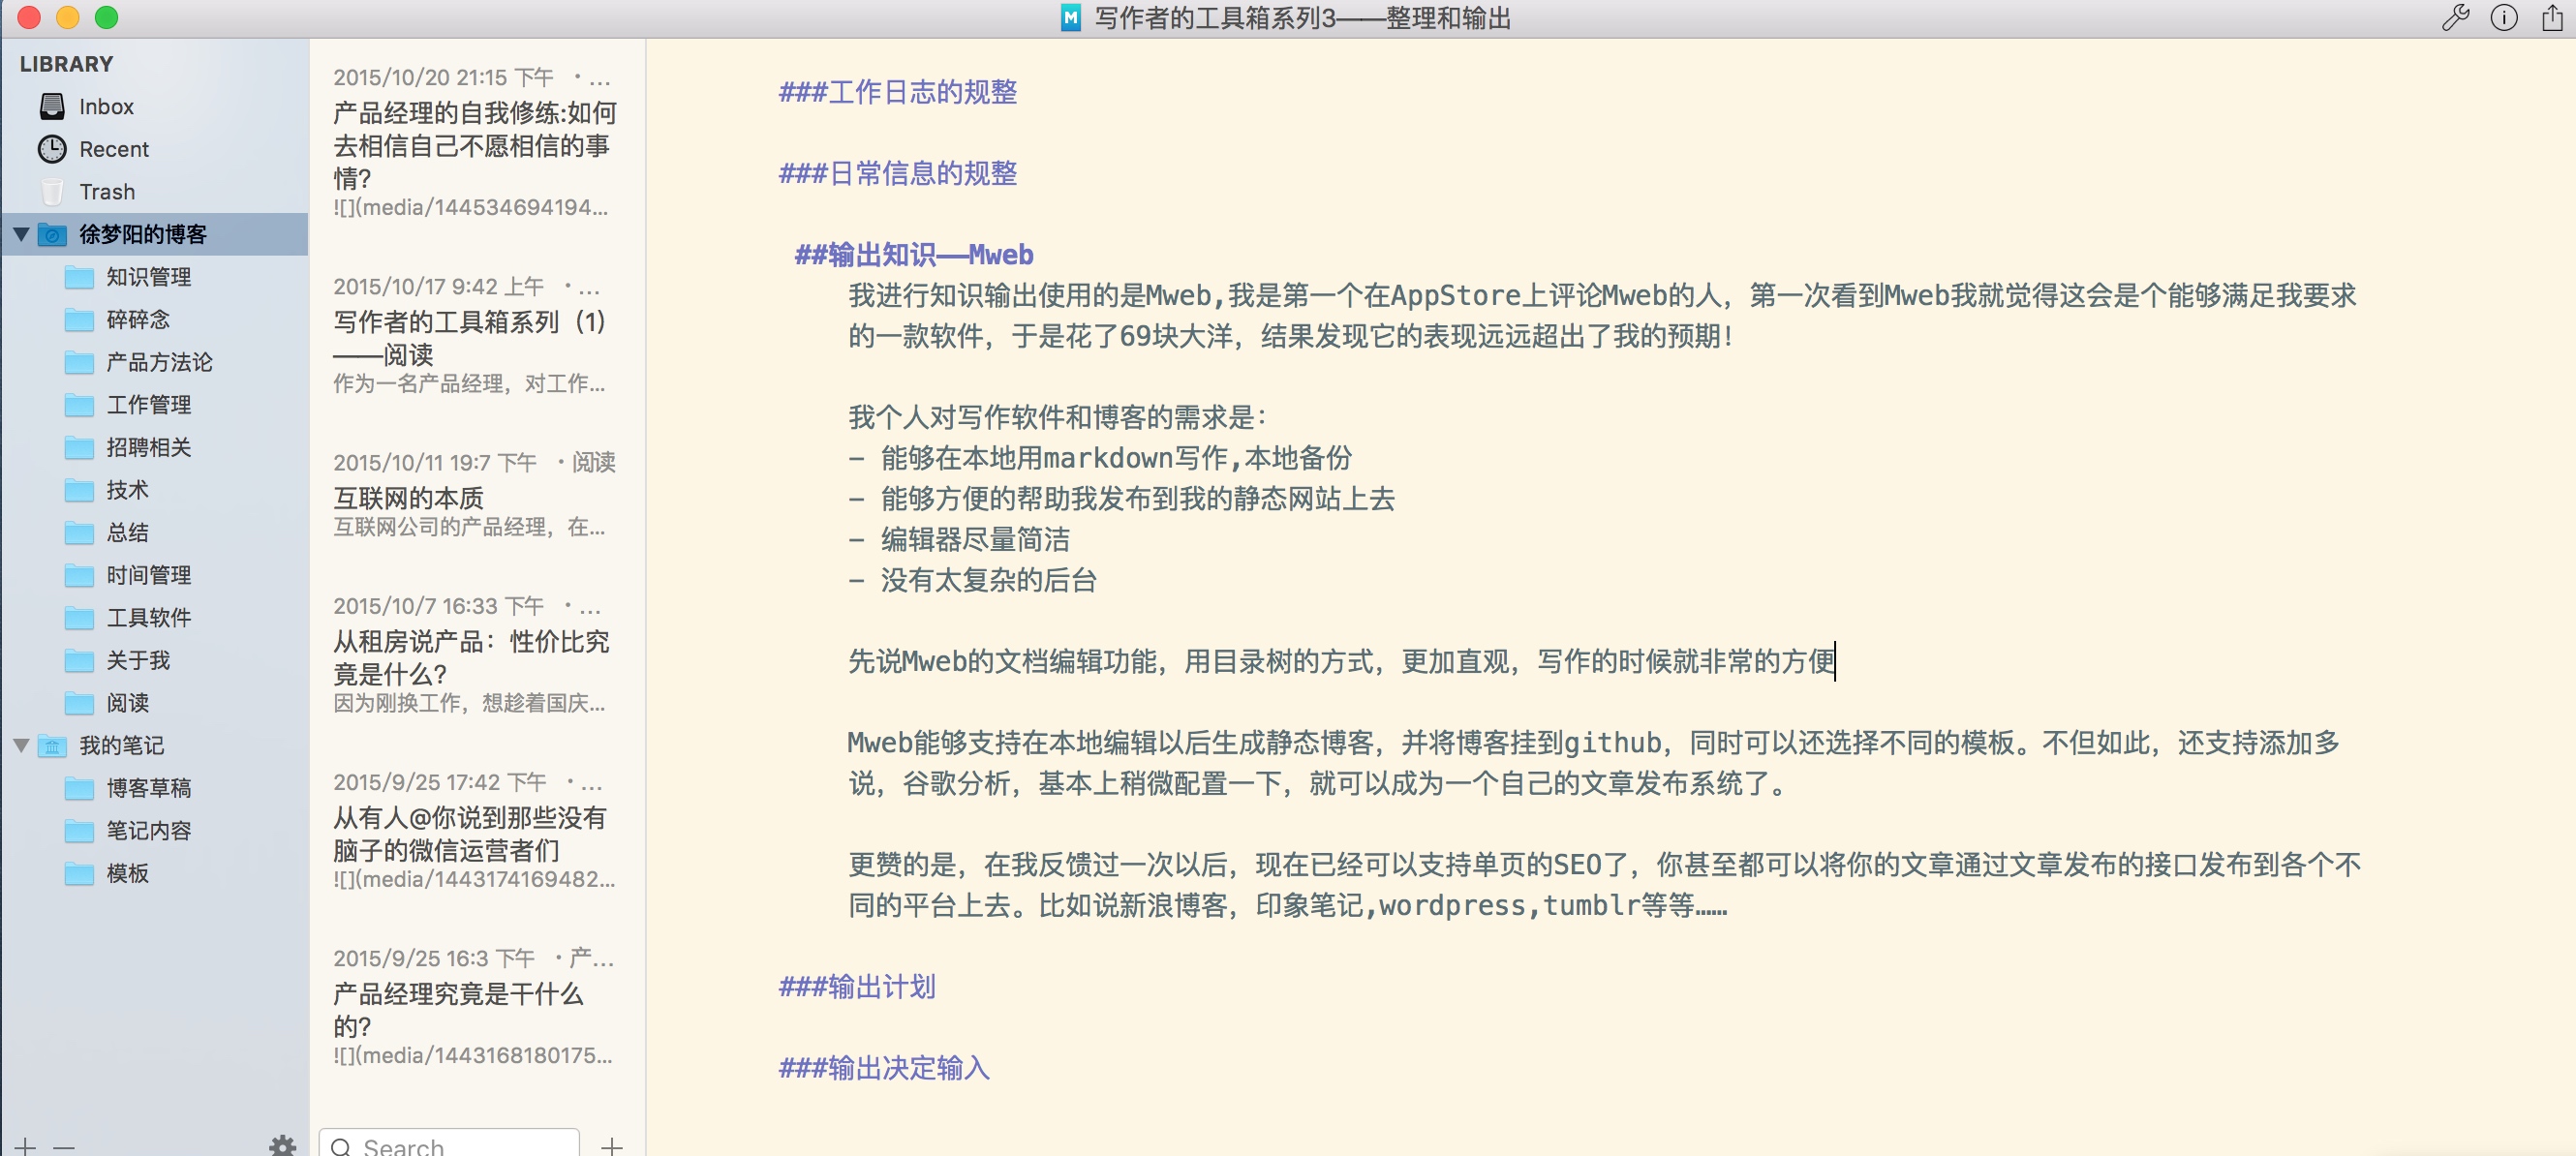 写作者的工具箱系列3——整理和输出
LIBRARY
Inbox
Recent
Trash
徐梦阳的博客
知识管理
碎碎念
产品方法论
工作管理
招聘相关
技术
总结
时间管理
工具软件
关于我
阅读
我的笔记
博客草稿
笔记内容
模板
2015/10/20 21:15 下午 ・...
产品经理的自我修练:如何
去相信自己不愿相信的事
情?
![](media/144534694194...
2015/10/17 9:42 上午 ・...
写作者的工具箱系列（1）
——阅读
作为一名产品经理，对工作...
2015/10/11 19:7 下午 ・阅读
互联网的本质
互联网公司的产品经理，在...
2015/10/7 16:33 下午 ・...
从租房说产品：性价比究
竟是什么?
因为刚换工作，想趁着国庆...
2015/9/25 17:42 下午 ・...
从有人@你说到那些没有
脑子的微信运营者们
![](media/1443174169482...
2015/9/25 16:3 下午 ・产...
产品经理究竟是干什么
的?
![](media/1443168180175...
Search
###工作日志的规整
###日常信息的规整
##输出知识——Mweb
我进行知识输出使用的是Mweb,我是第一个在AppStore上评论Mweb的人，第一次看到Mweb我就觉得这会是个能够满足我要求
的一款软件，于是花了69块大洋，结果发现它的表现远远超出了我的预期！
我个人对写作软件和博客的需求是：
- 能够在本地用markdown写作,本地备份
- 能够方便的帮助我发布到我的静态网站上去
- 编辑器尽量简洁
- 没有太复杂的后台
先说Mweb的文档编辑功能，用目录树的方式，更加直观，写作的时候就非常的方便
Mweb能够支持在本地编辑以后生成静态博客，并将博客挂到github，同时可以还选择不同的模板。不但如此，还支持添加多
说，谷歌分析，基本上稍微配置一下，就可以成为一个自己的文章发布系统了。
更赞的是，在我反馈过一次以后，现在已经可以支持单页的SEO了，你甚至都可以将你的文章通过文章发布的接口发布到各个不
同的平台上去。比如说新浪博客，印象笔记,wordpress,tumblr等等……
###输出计划
###输出决定输入